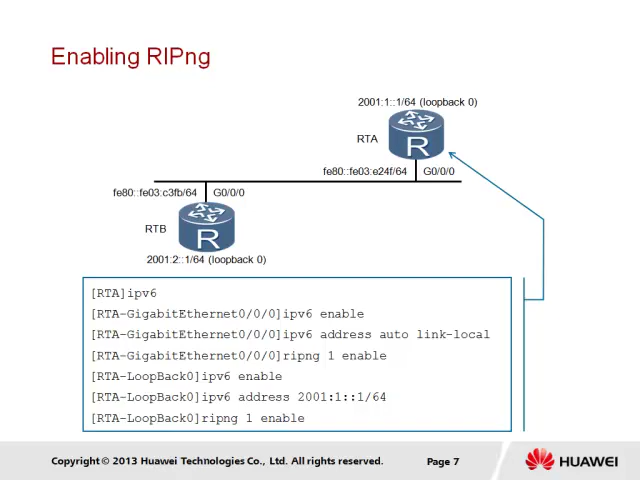 Enabling RIPng
2001:1::1/64 (loopback 0)
RTA
R
fe80::fe03:e24f/64
G0/0/0
fe80::fe03:c3fb/64
G0/0/0
RTB
R
2001:2::1/64 (loopback 0)
[RTA]ipv6
[RTA-GigabitEthernet0/0/0]ipv6 enable
[RTA-GigabitEthernet0/0/0]ipv6 address auto link-local
[RTA-GigabitEthernet0/0/0]ripng 1 enable
[RTA-LoopBack0]ipv6 enable
[RTA-LoopBack0]ipv6 address 2001:1::1/64
[RTA-LoopBack0]ripng 1 enable
Copyright © 2013 Huawei Technologies Co., Ltd. All rights reserved.
Page 7
HUAWEI